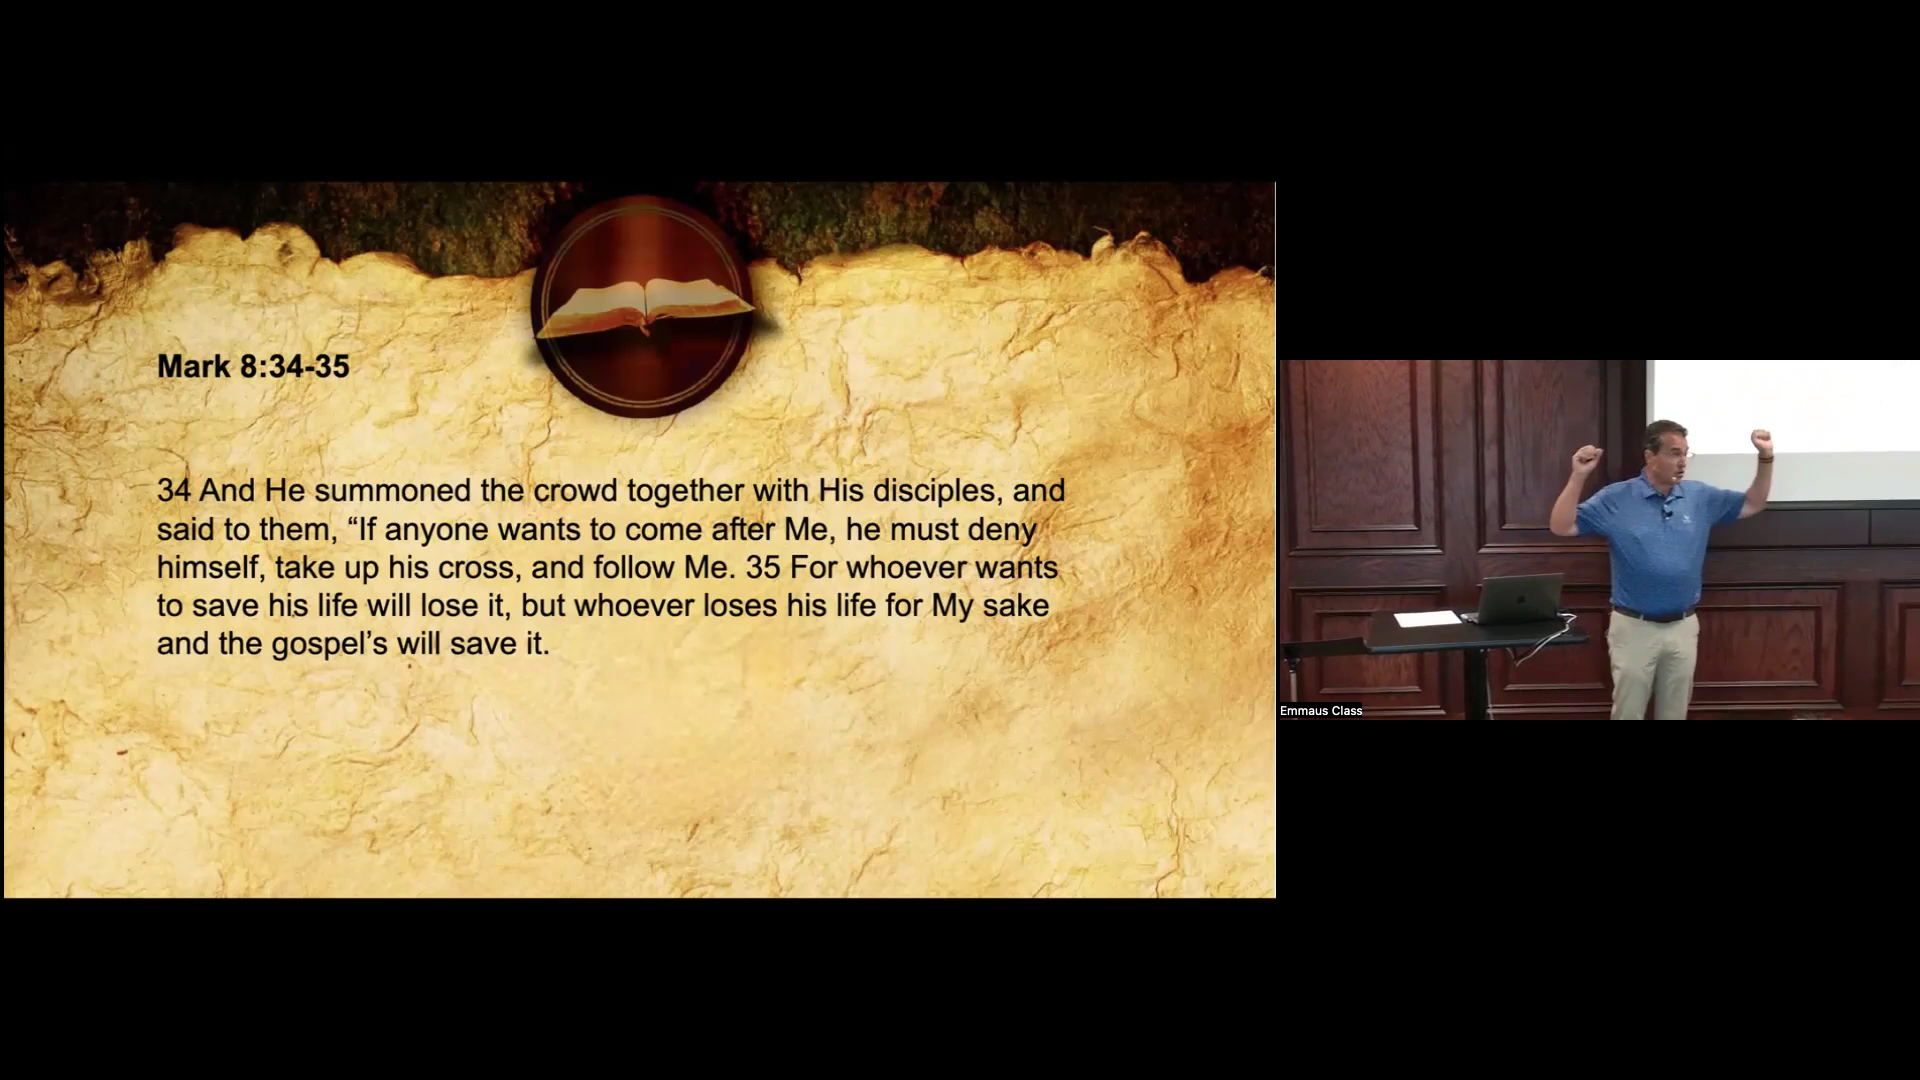 Mark 8:34-35
34 And He summoned the crowd together with His disciples, and
said to them, “If anyone wants to come after Me, he must deny
himself, take up his cross, and follow Me. 35 For whoever wants
to save his life will lose it, but whoever loses his life for My sake
and the gospel’s will save it.
Emmaus Class